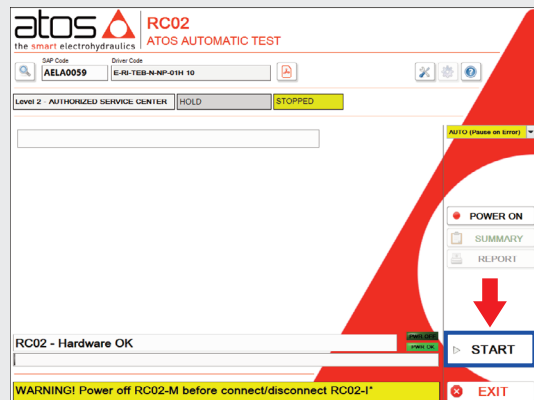 atos
the smart electrohydraulics
RC02
ATOS AUTOMATIC TEST
SAP Code
Driver Code
AELA0059
E-RI-TEB-N-NP-01H 10
Level 2 - AUTHORIZED SERVICE CENTER
HOLD
STOPPED
AUTO (Pause on Error)
POWER ON
SUMMARY
REPORT
PWR OFF
RC02 - Hardware OK
PWR OK
START
WARNING! Power off RC02-M before connect/disconnect RC02-I*
EXIT